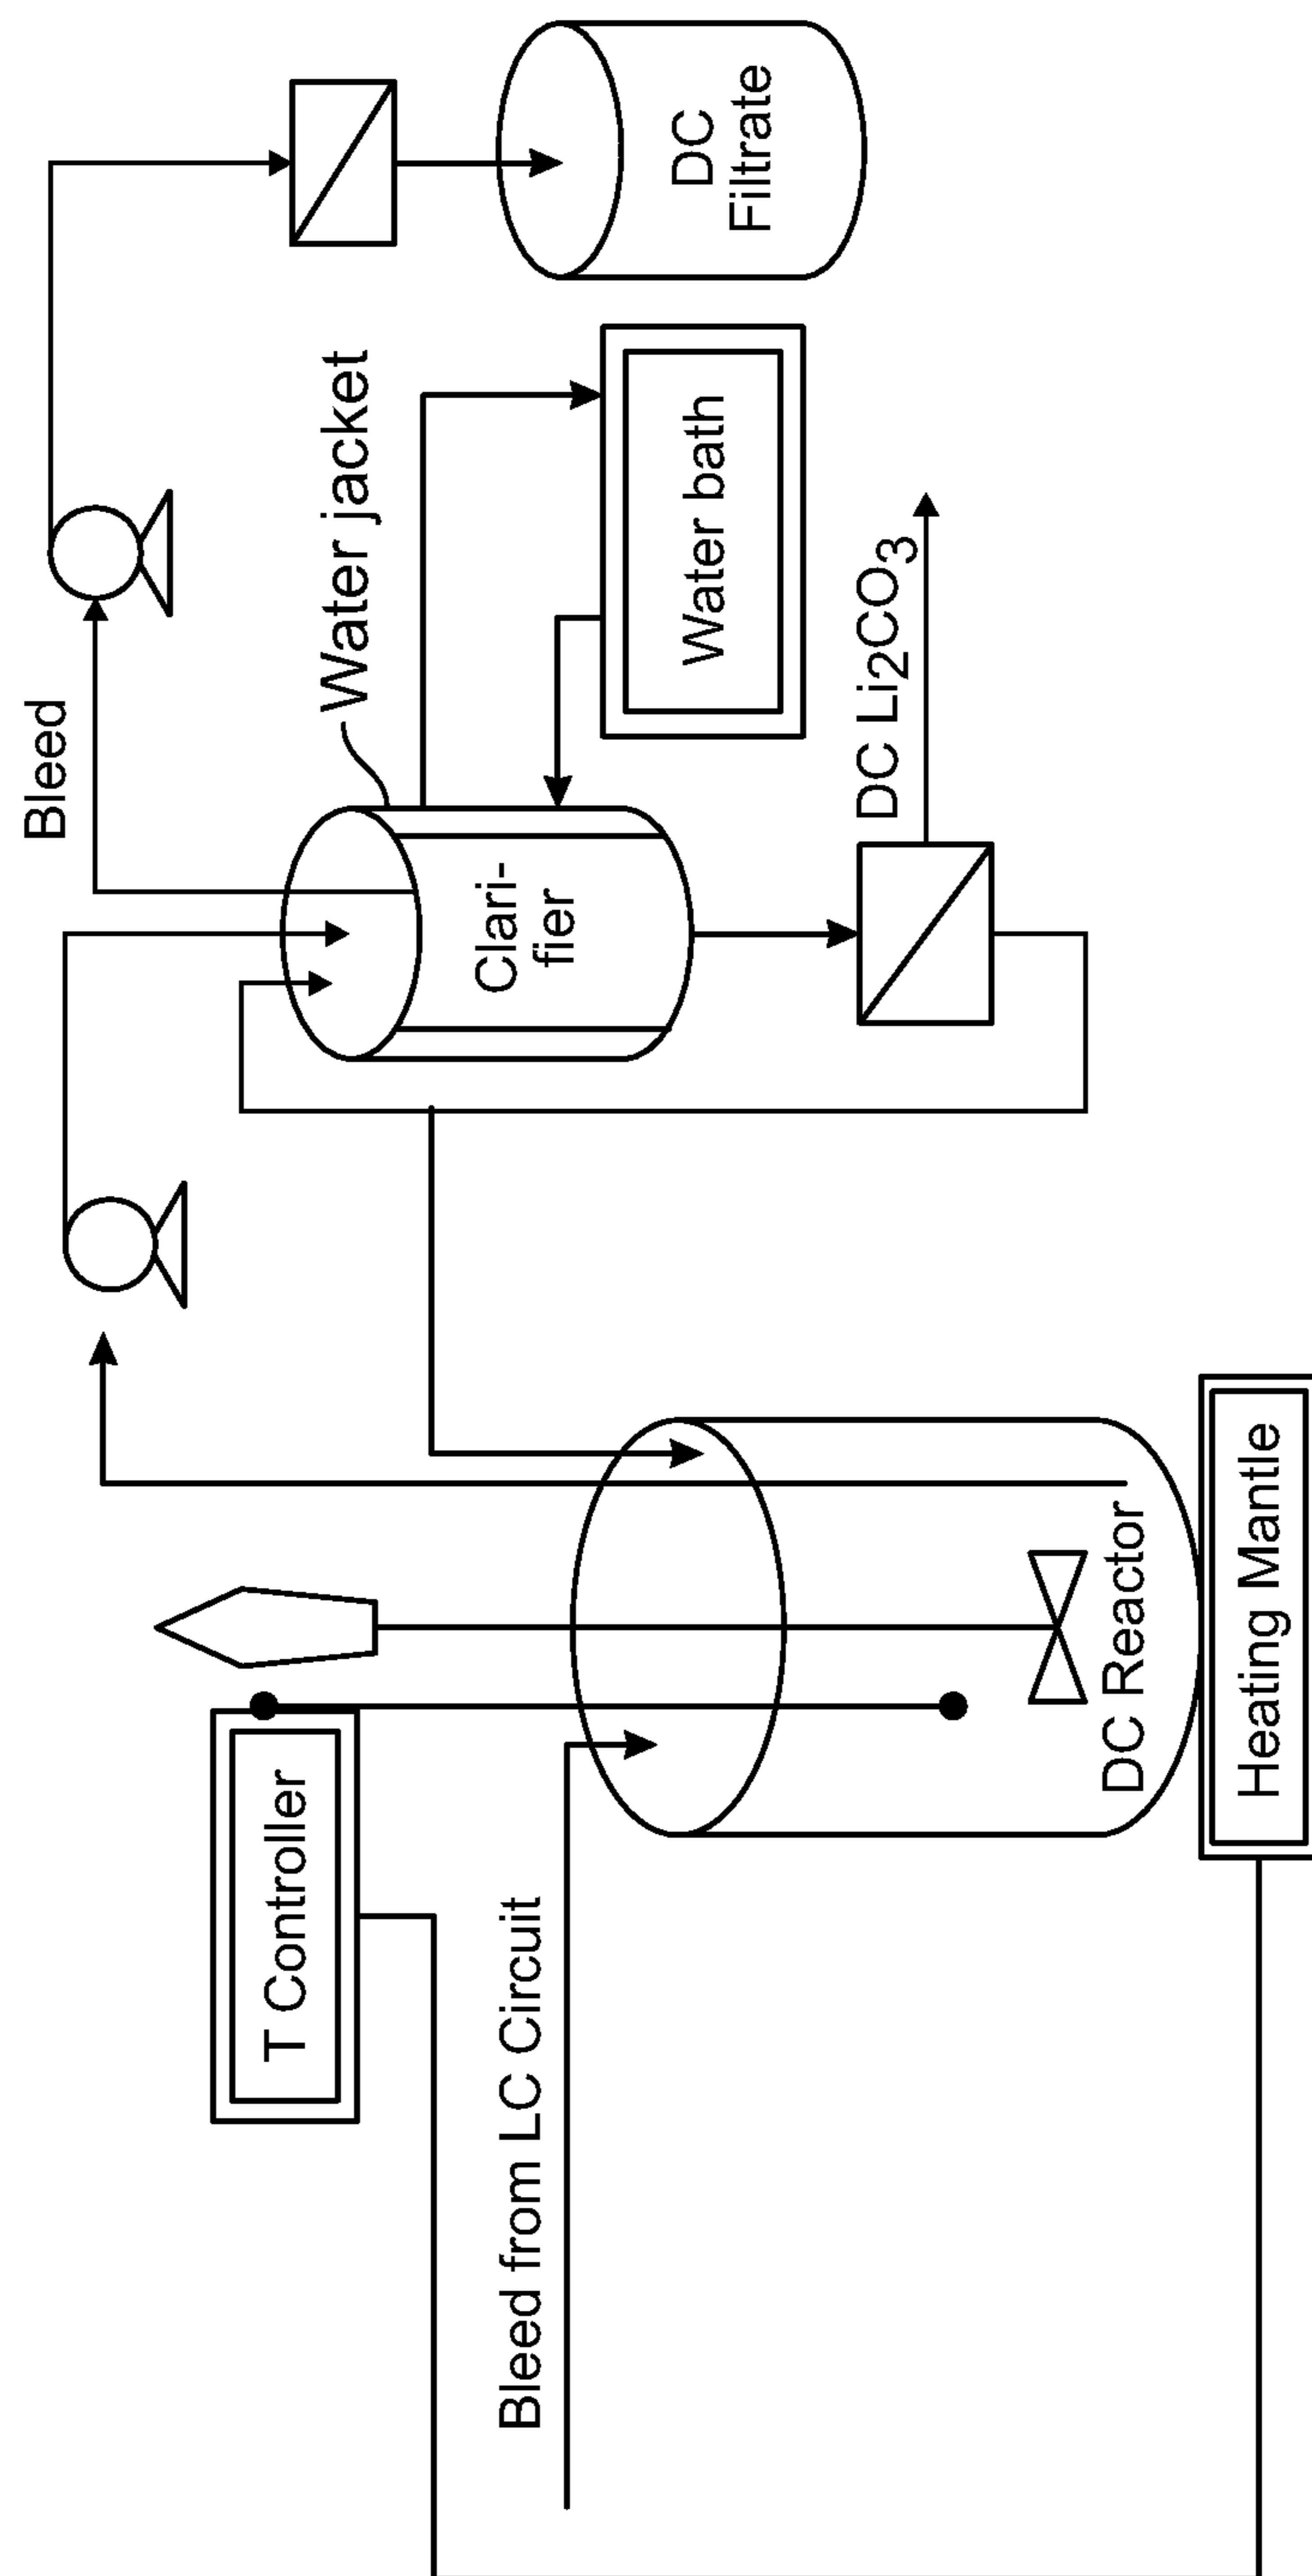 T Controller
Bleed from LC Circuit
DC Reactor
Heating Mantle
Bleed
Water jacket
Clari-
fier
Water bath
DC Li2CO3
DC
Filtrate